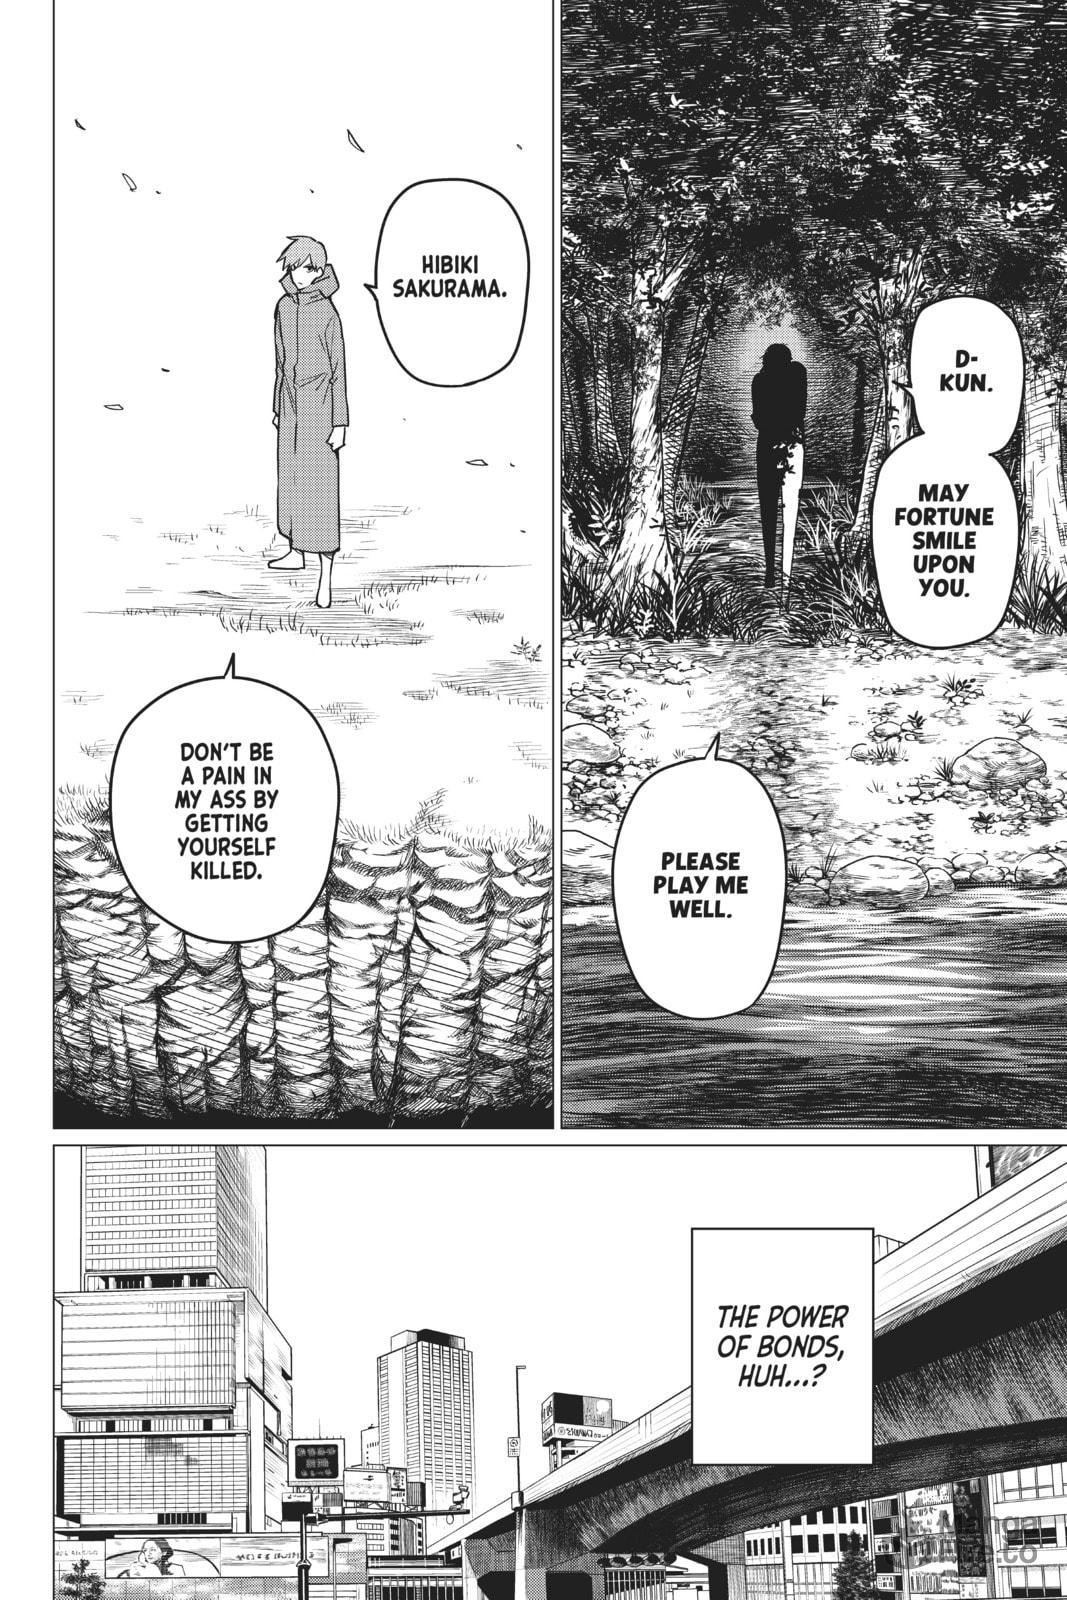 D-
KUN.
MAY
FORTUNE
SMILE
UPON
YOU.
PLEASE
PLAY ME
WELL.
HIBIKI
SAKURAMA.
DON'T BE
A PAIN IN
MY ASS BY
GETTING
YOURSELF
KILLED.
THE POWER
OF BONDS,
HUH...?